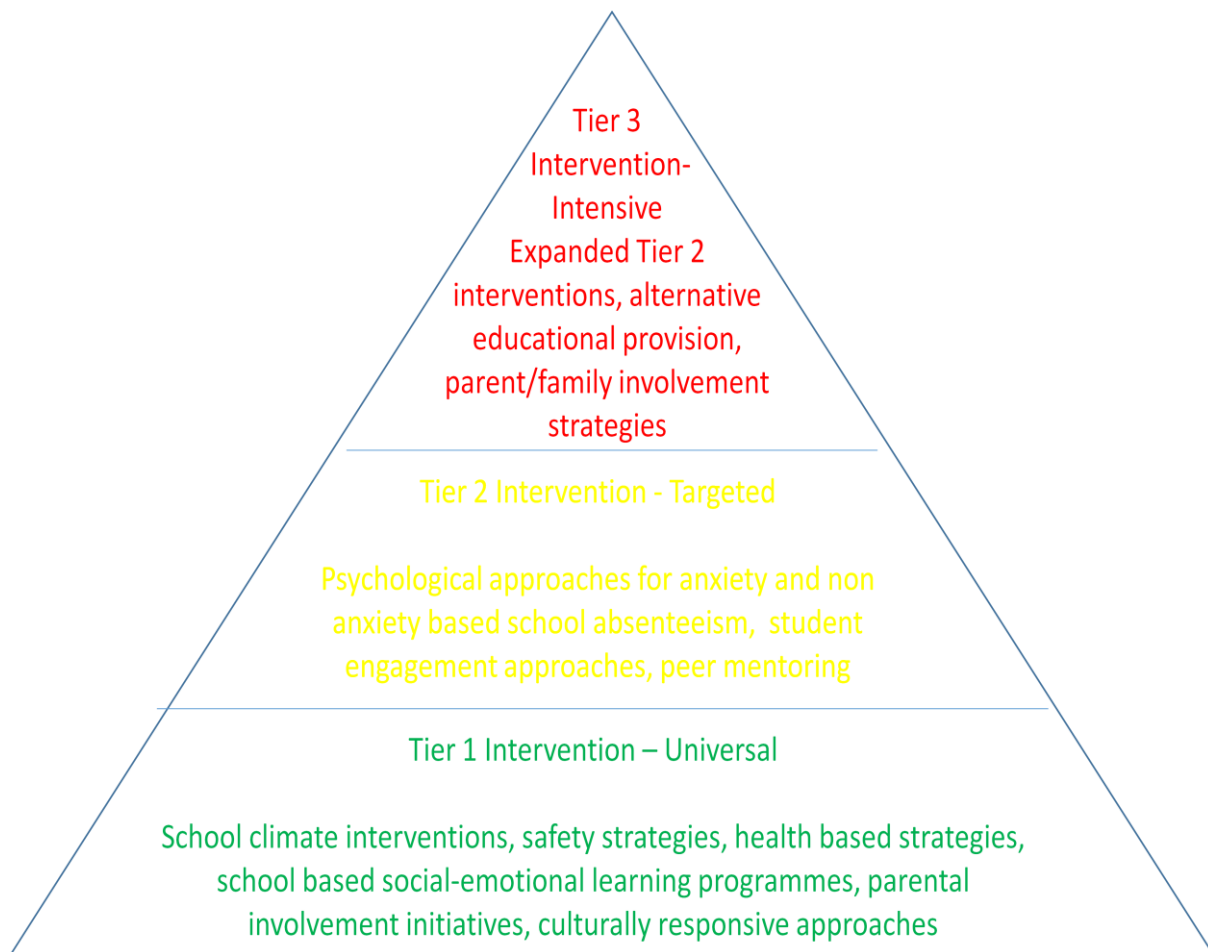 Tier 3
Intervention-
Intensive
Expanded Tier 2
interventions, alternative
educational provision,
parent/family involvement
strategies
Tier 2 Intervention - Targeted
Psychological approaches for anxiety and non
anxiety based school absenteeism, student
engagement approaches, peer mentoring
Tier 1 Intervention – Universal
School climate interventions, safety strategies, health based strategies,
school based social-emotional learning programmes, parental
involvement initiatives, culturally responsive approaches